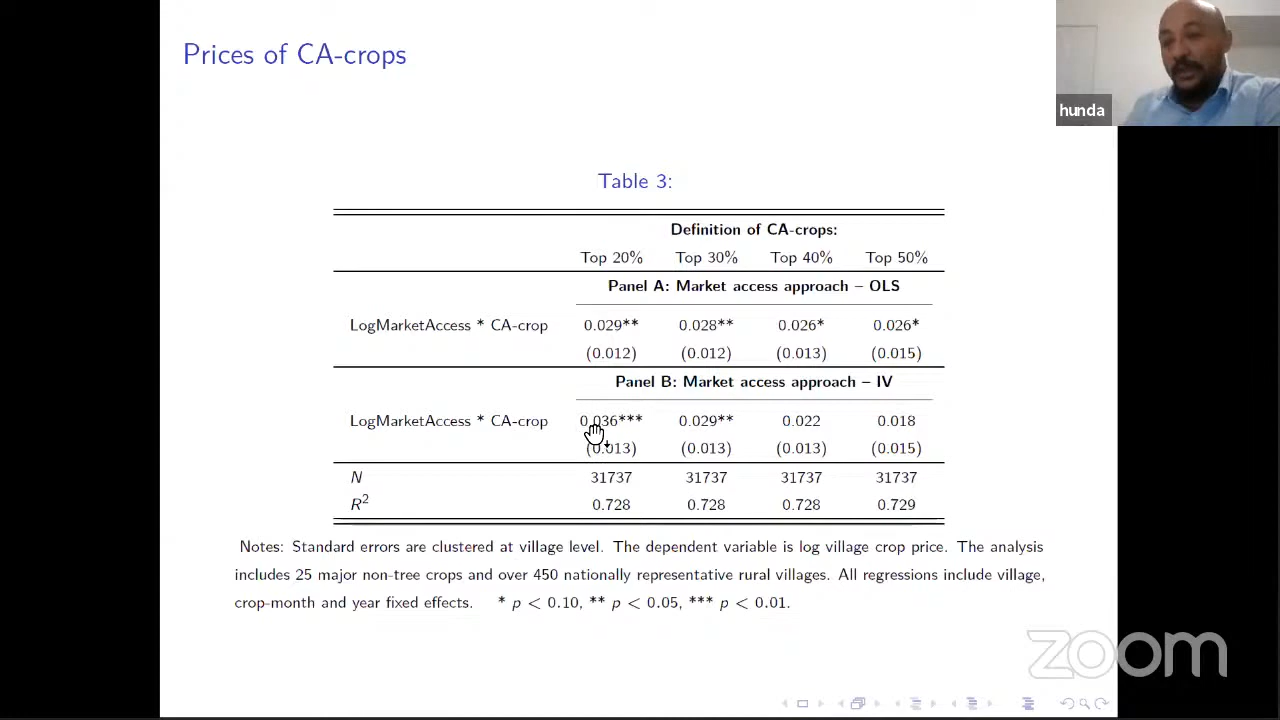 Prices of CA-crops
hunda
Table 3:
Definition of CA-crops:
Top 20% Top 30% Top 40% Top 50%
Panel A: Market access approach – OLS
LogMarketAccess * CA-crop 0.029** 0.028** 0.026* 0.026*
(0.012) (0.012) (0.013) (0.015)
Panel B: Market access approach – IV
LogMarketAccess * CA-crop 0.036*** 0.029** 0.022 0.018
(0.013) (0.013) (0.013) (0.015)
N 31737 31737 31737 31737
R² 0.728 0.728 0.728 0.729
Notes: Standard errors are clustered at village level. The dependent variable is log village crop price. The analysis
includes 25 major non-tree crops and over 450 nationally representative rural villages. All regressions include village,
crop-month and year fixed effects. * p < 0.10, ** p < 0.05, *** p < 0.01.
zoom